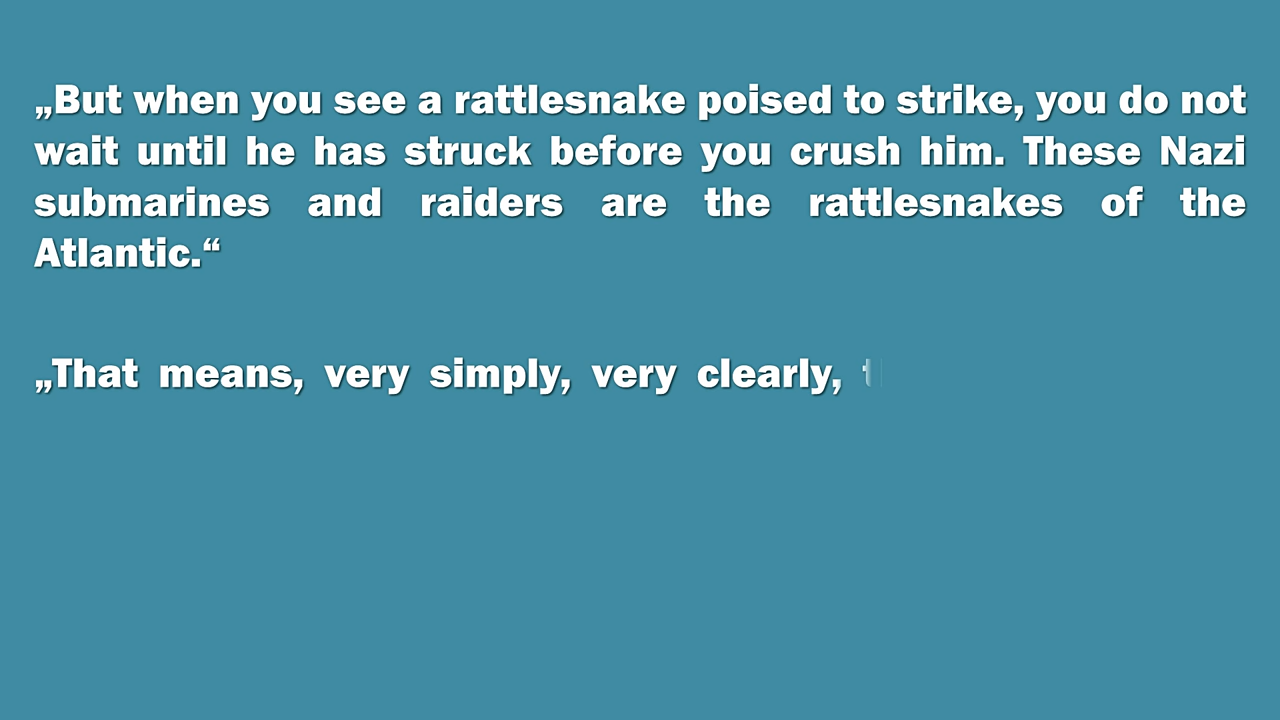 „But when you see a rattlesnake poised to strike, you do not
wait until he has struck before you crush him. These Nazi
submarines and raiders are the rattlesnakes of the
Atlantic.“
„That means, very simply, very clearly,